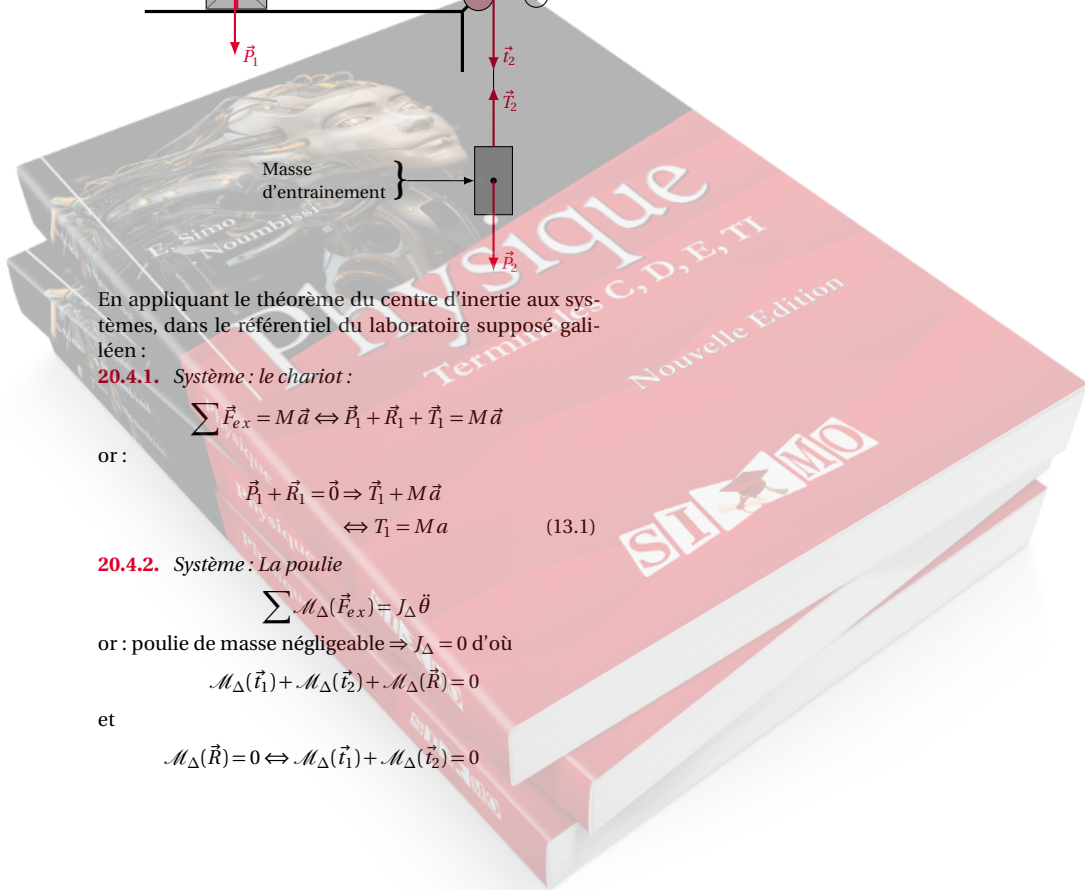 P⃗₁
t⃗₂
T⃗₂
Masse
d'entrainement
P⃗₂
E. Simo
Noumbissi
Physique
Terminales C, D, E, TI
Nouvelle Edition
SIMO
En appliquant le théorème du centre d'inertie aux sys-
tèmes, dans le référentiel du laboratoire supposé gali-
léen :
20.4.1. Système : le chariot :
∑ F⃗ₑₓ = M a⃗ ⇔ P⃗₁ + R⃗₁ + T⃗₁ = M a⃗
or :
P⃗₁ + R⃗₁ = 0⃗ ⇒ T⃗₁ + M a⃗
⇔ T₁ = M a (13.1)
20.4.2. Système : La poulie
∑ ℳ_Δ(F⃗ₑₓ) = J_Δ θ̈
or : poulie de masse négligeable ⇒ J_Δ = 0 d'où
ℳ_Δ(t⃗₁) + ℳ_Δ(t⃗₂) + ℳ_Δ(R⃗) = 0
et
ℳ_Δ(R⃗) = 0 ⇔ ℳ_Δ(t⃗₁) + ℳ_Δ(t⃗₂) = 0